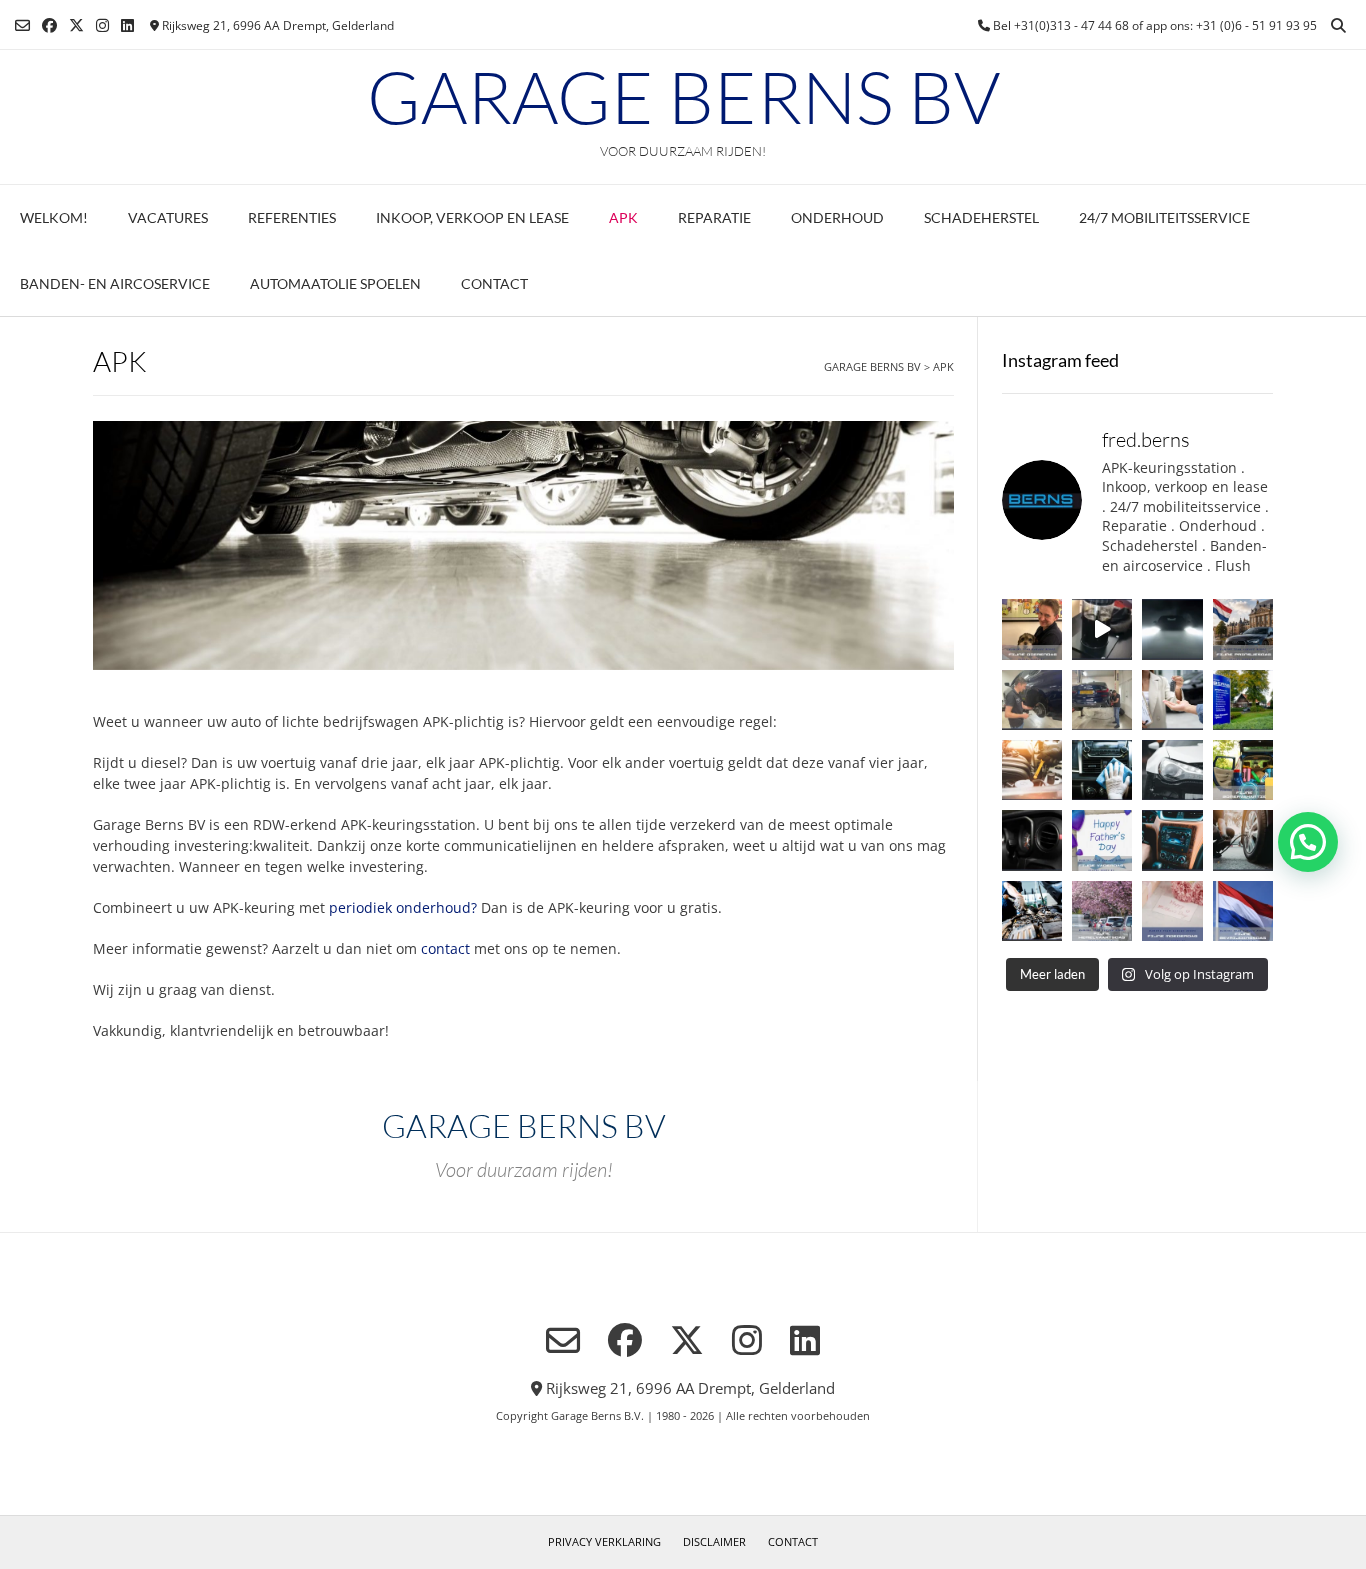 Rijksweg 21, 6996 AA Drempt, Gelderland
Bel +31(0)313 - 47 44 68 of app ons: +31 (0)6 - 51 91 93 95
GARAGE BERNS BV
VOOR DUURZAAM RIJDEN!
WELKOM! VACATURES REFERENTIES INKOOP, VERKOOP EN LEASE APK REPARATIE ONDERHOUD SCHADEHERSTEL 24/7 MOBILITEITSSERVICE
BANDEN- EN AIRCOSERVICE AUTOMAATOLIE SPOELEN CONTACT
APK
GARAGE BERNS BV > APK
Weet u wanneer uw auto of lichte bedrijfswagen APK-plichtig is? Hiervoor geldt een eenvoudige regel:
Rijdt u diesel? Dan is uw voertuig vanaf drie jaar, elk jaar APK-plichtig. Voor elk ander voertuig geldt dat deze vanaf vier jaar,
elke twee jaar APK-plichtig is. En vervolgens vanaf acht jaar, elk jaar.
Garage Berns BV is een RDW-erkend APK-keuringsstation. U bent bij ons te allen tijde verzekerd van de meest optimale
verhouding investering:kwaliteit. Dankzij onze korte communicatielijnen en heldere afspraken, weet u altijd wat u van ons mag
verwachten. Wanneer en tegen welke investering.
Combineert u uw APK-keuring met periodiek onderhoud? Dan is de APK-keuring voor u gratis.
Meer informatie gewenst? Aarzelt u dan niet om contact met ons op te nemen.
Wij zijn u graag van dienst.
Vakkundig, klantvriendelijk en betrouwbaar!
GARAGE BERNS BV
Voor duurzaam rijden!
Instagram feed
fred.berns
BERNS
APK-keuringsstation .
Inkoop, verkoop en lease
. 24/7 mobiliteitsservice .
Reparatie . Onderhoud .
Schadeherstel . Banden-
en aircoservice . Flush
Happy
Father's
Day
Meer laden
Volg op Instagram
Rijksweg 21, 6996 AA Drempt, Gelderland
Copyright Garage Berns B.V. | 1980 - 2026 | Alle rechten voorbehouden
PRIVACY VERKLARING DISCLAIMER CONTACT